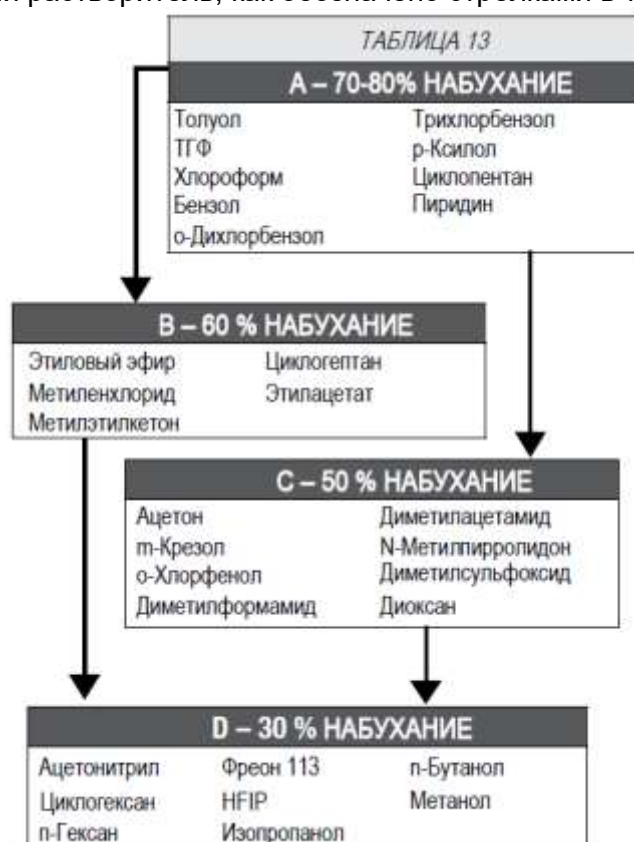 ТАБЛИЦА 13
A – 70-80% НАБУХАНИЕ
Толуол Трихлорбензол
ТГФ p-Ксилол
Хлороформ Циклопентан
Бензол Пиридин
o-Дихлорбензол
B – 60 % НАБУХАНИЕ
Этиловый эфир Циклогептан
Метиленхлорид Этилацетат
Метилэтилкетон
C – 50 % НАБУХАНИЕ
Ацетон Диметилацетамид
m-Крезол N-Метилпирролидон
o-Хлорфенол Диметилсульфоксид
Диметилформамид Диоксан
D – 30 % НАБУХАНИЕ
Ацетонитрил Фреон 113 n-Бутанол
Циклогексан HFIP Метанол
n-Гексан Изопропанол